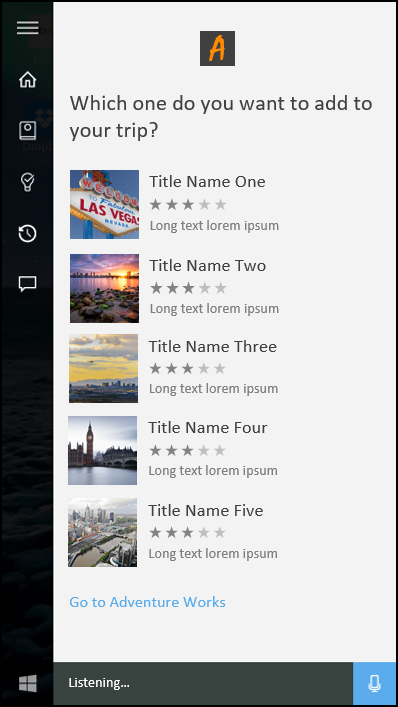 A
Which one do you want to add to
your trip?
WELCOME
To Fabulous
LAS VEGAS
NEVADA
Title Name One
Long text lorem ipsum
Title Name Two
Long text lorem ipsum
Title Name Three
Long text lorem ipsum
Title Name Four
Long text lorem ipsum
Title Name Five
Long text lorem ipsum
Go to Adventure Works
Listening...